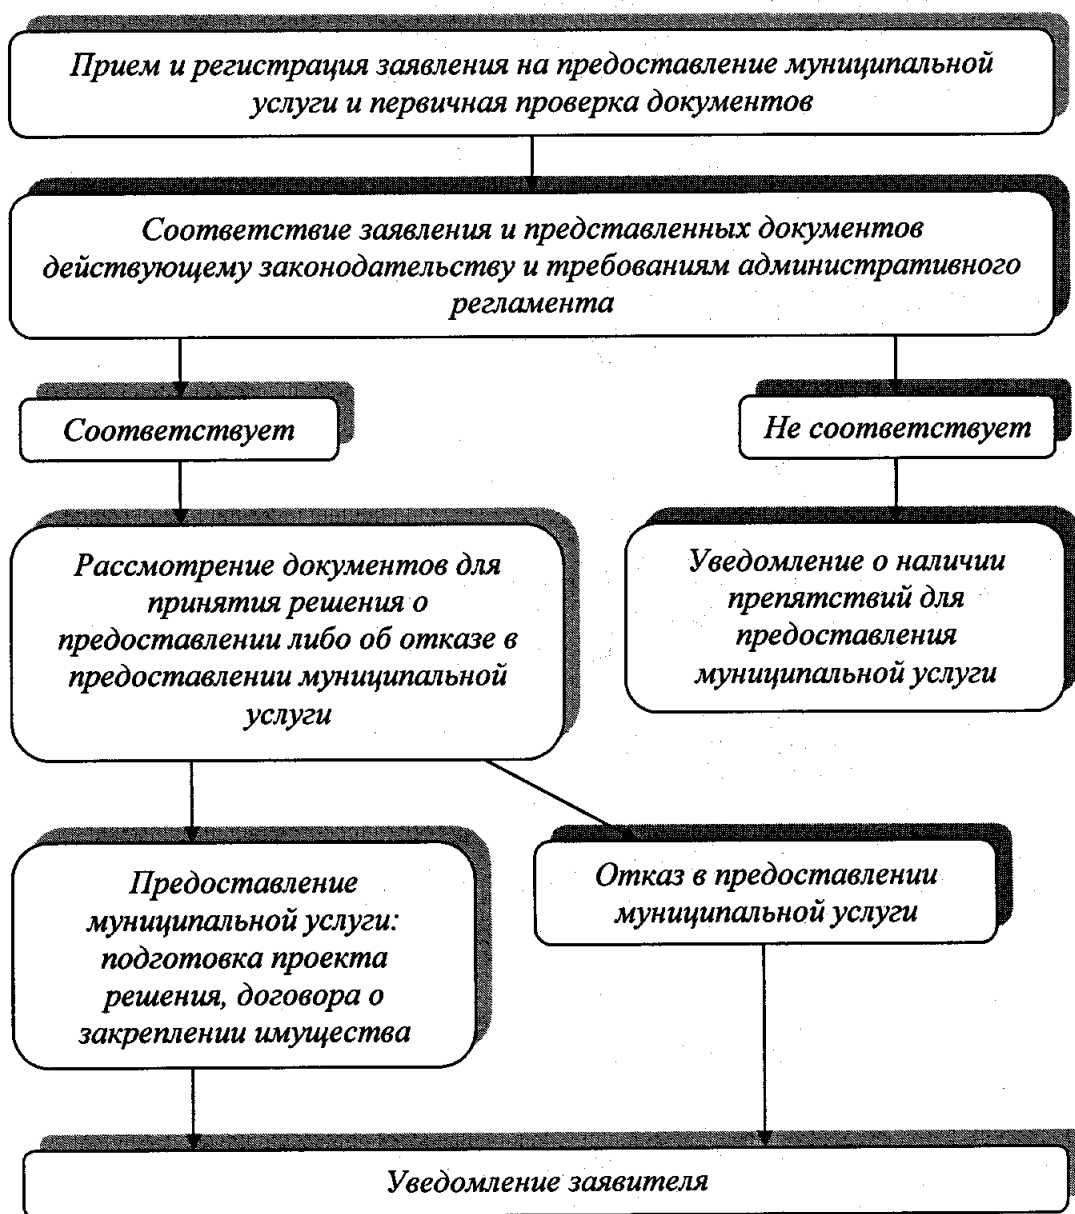 Прием и регистрация заявления на предоставление муниципальной
услуги и первичная проверка документов
Соответствие заявления и представленных документов
действующему законодательству и требованиям административного
регламента
Соответствует
Не соответствует
Рассмотрение документов для
принятия решения о
предоставлении либо об отказе в
предоставлении муниципальной
услуги
Уведомление о наличии
препятствий для
предоставления
муниципальной услуги
Предоставление
муниципальной услуги:
подготовка проекта
решения, договора о
закреплении имущества
Отказ в предоставлении
муниципальной услуги
Уведомление заявителя